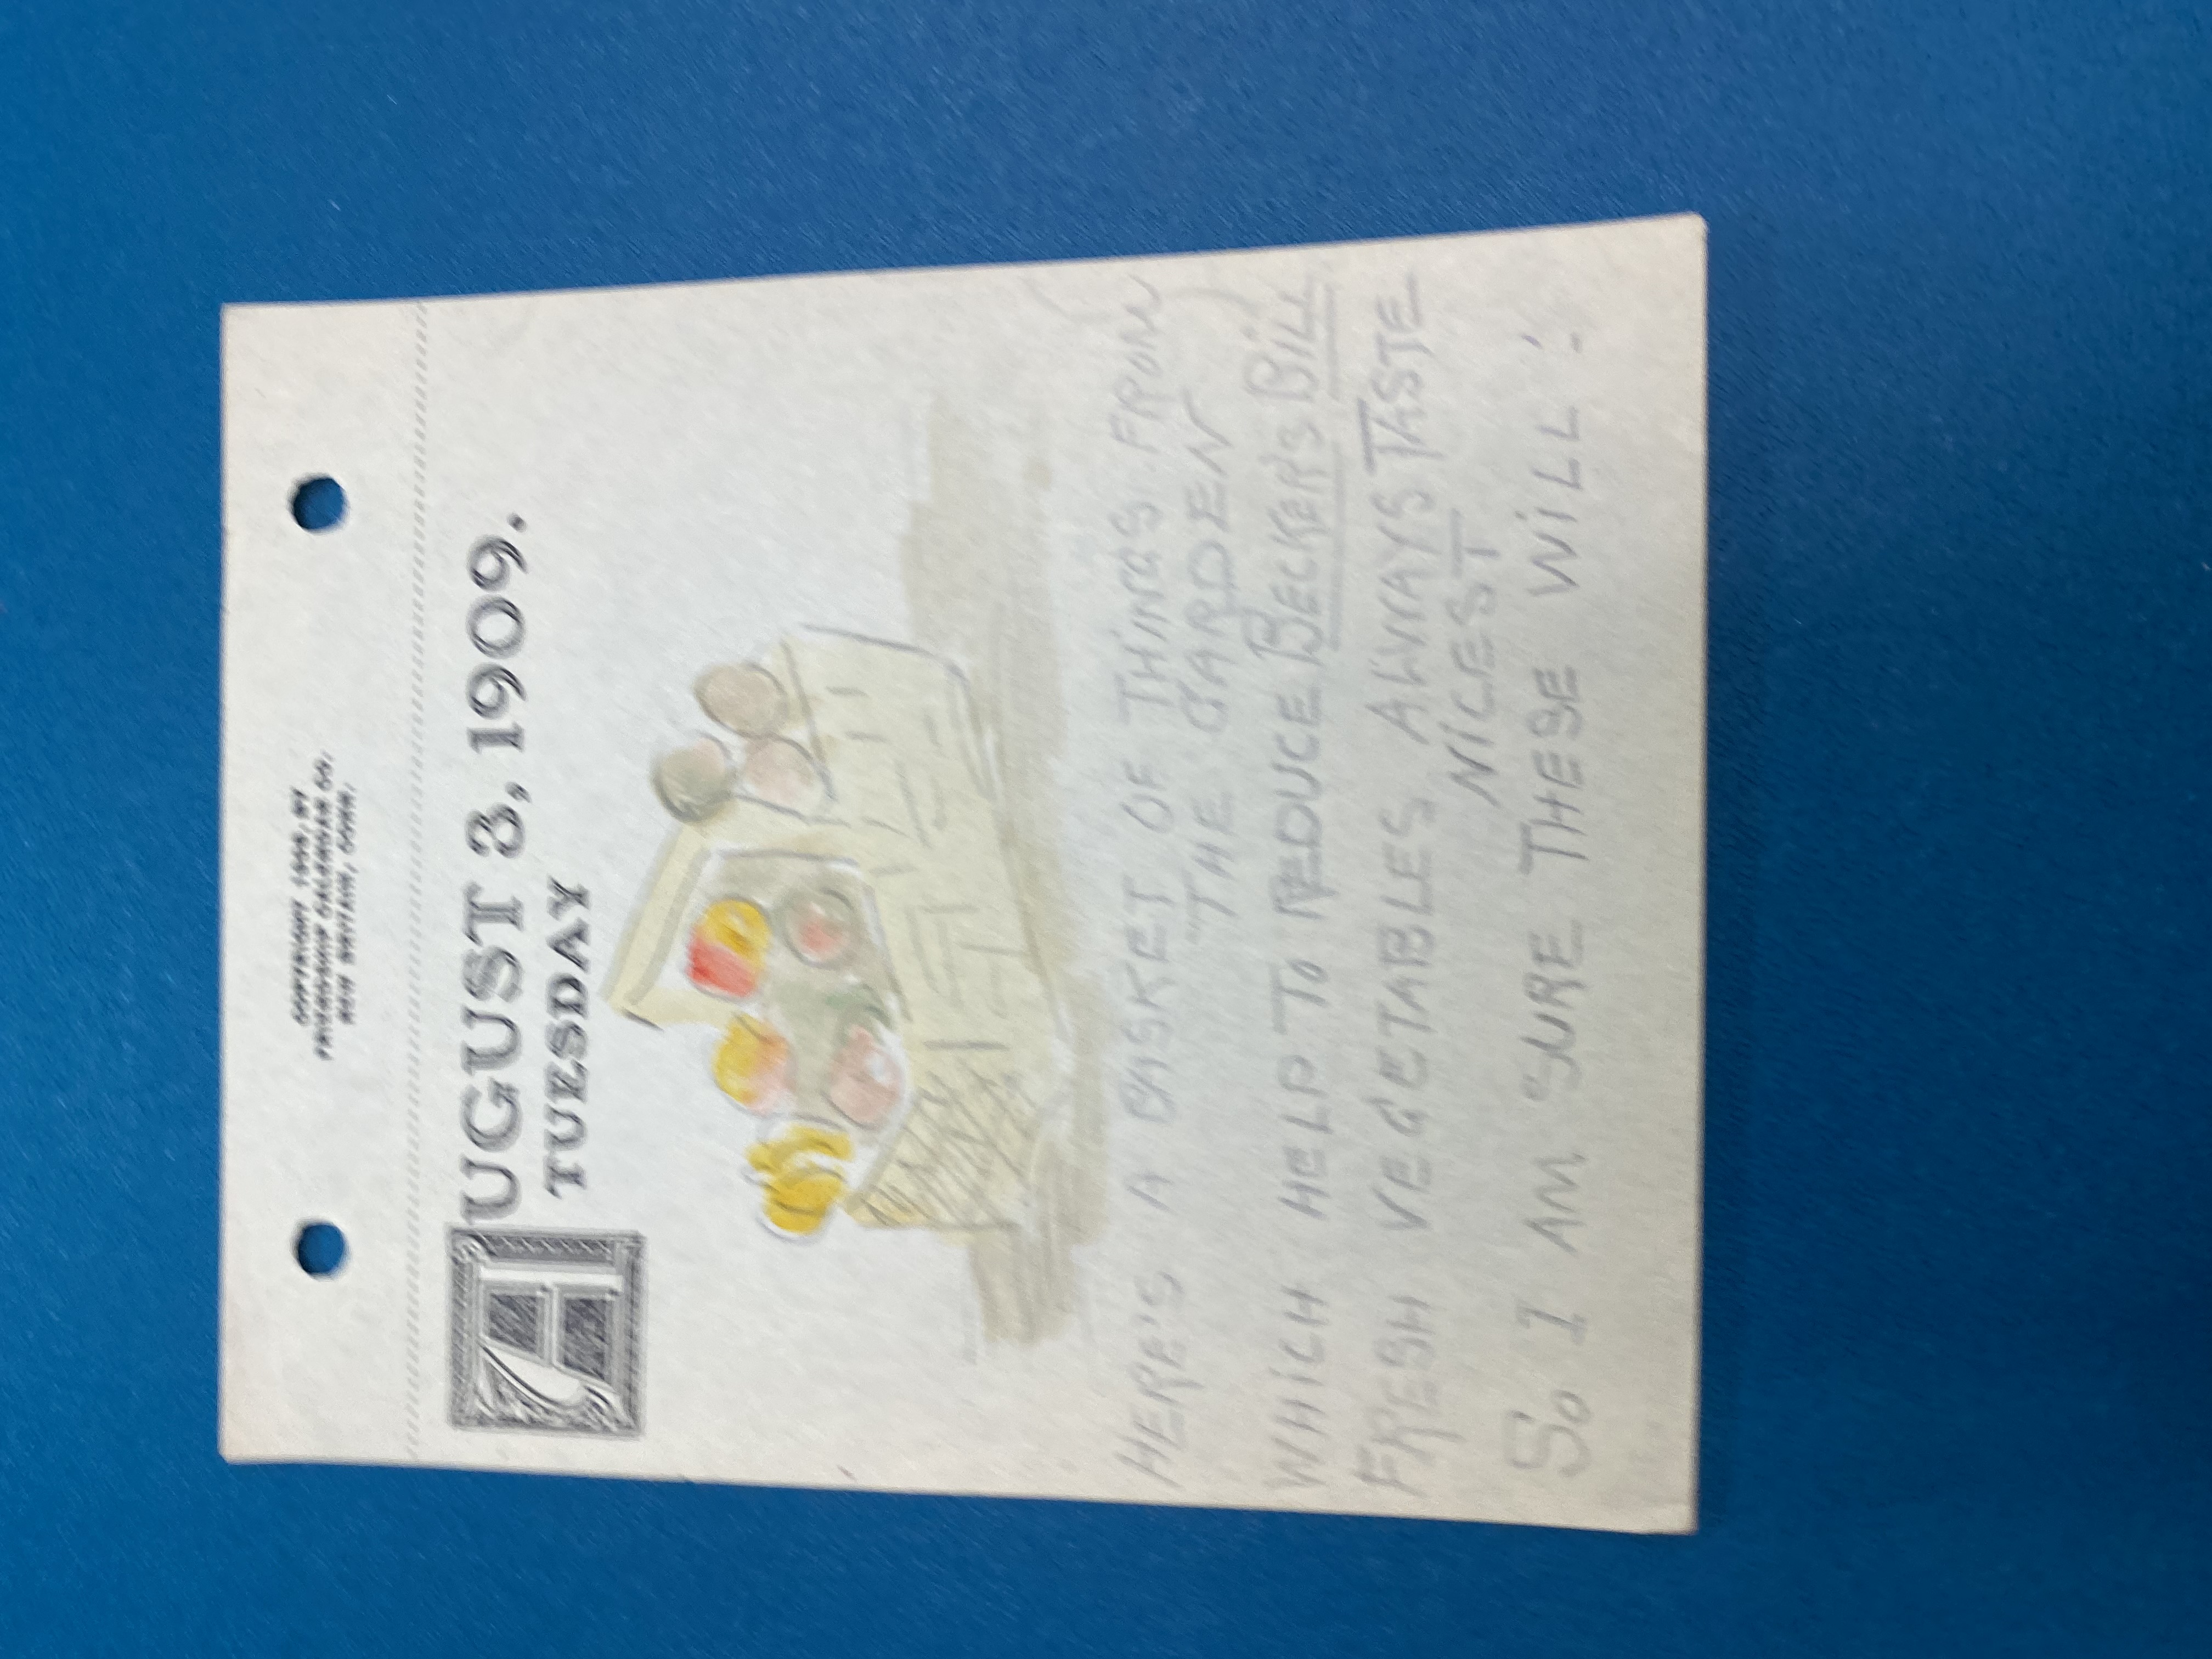 COPYRIGHT 1908, BY
FRIENDSHIP CALENDAR CO.
NEW BRITAIN, CONN.
AUGUST 3, 1909.
TUESDAY
HERE'S A BASKET OF THINGS FROM
THE GARDEN
WHICH HELP TO REDUCE BECKER'S BILL
FRESH VEGETABLES ALWAYS TASTE
NICEST
SO I AM SURE THESE WILL!